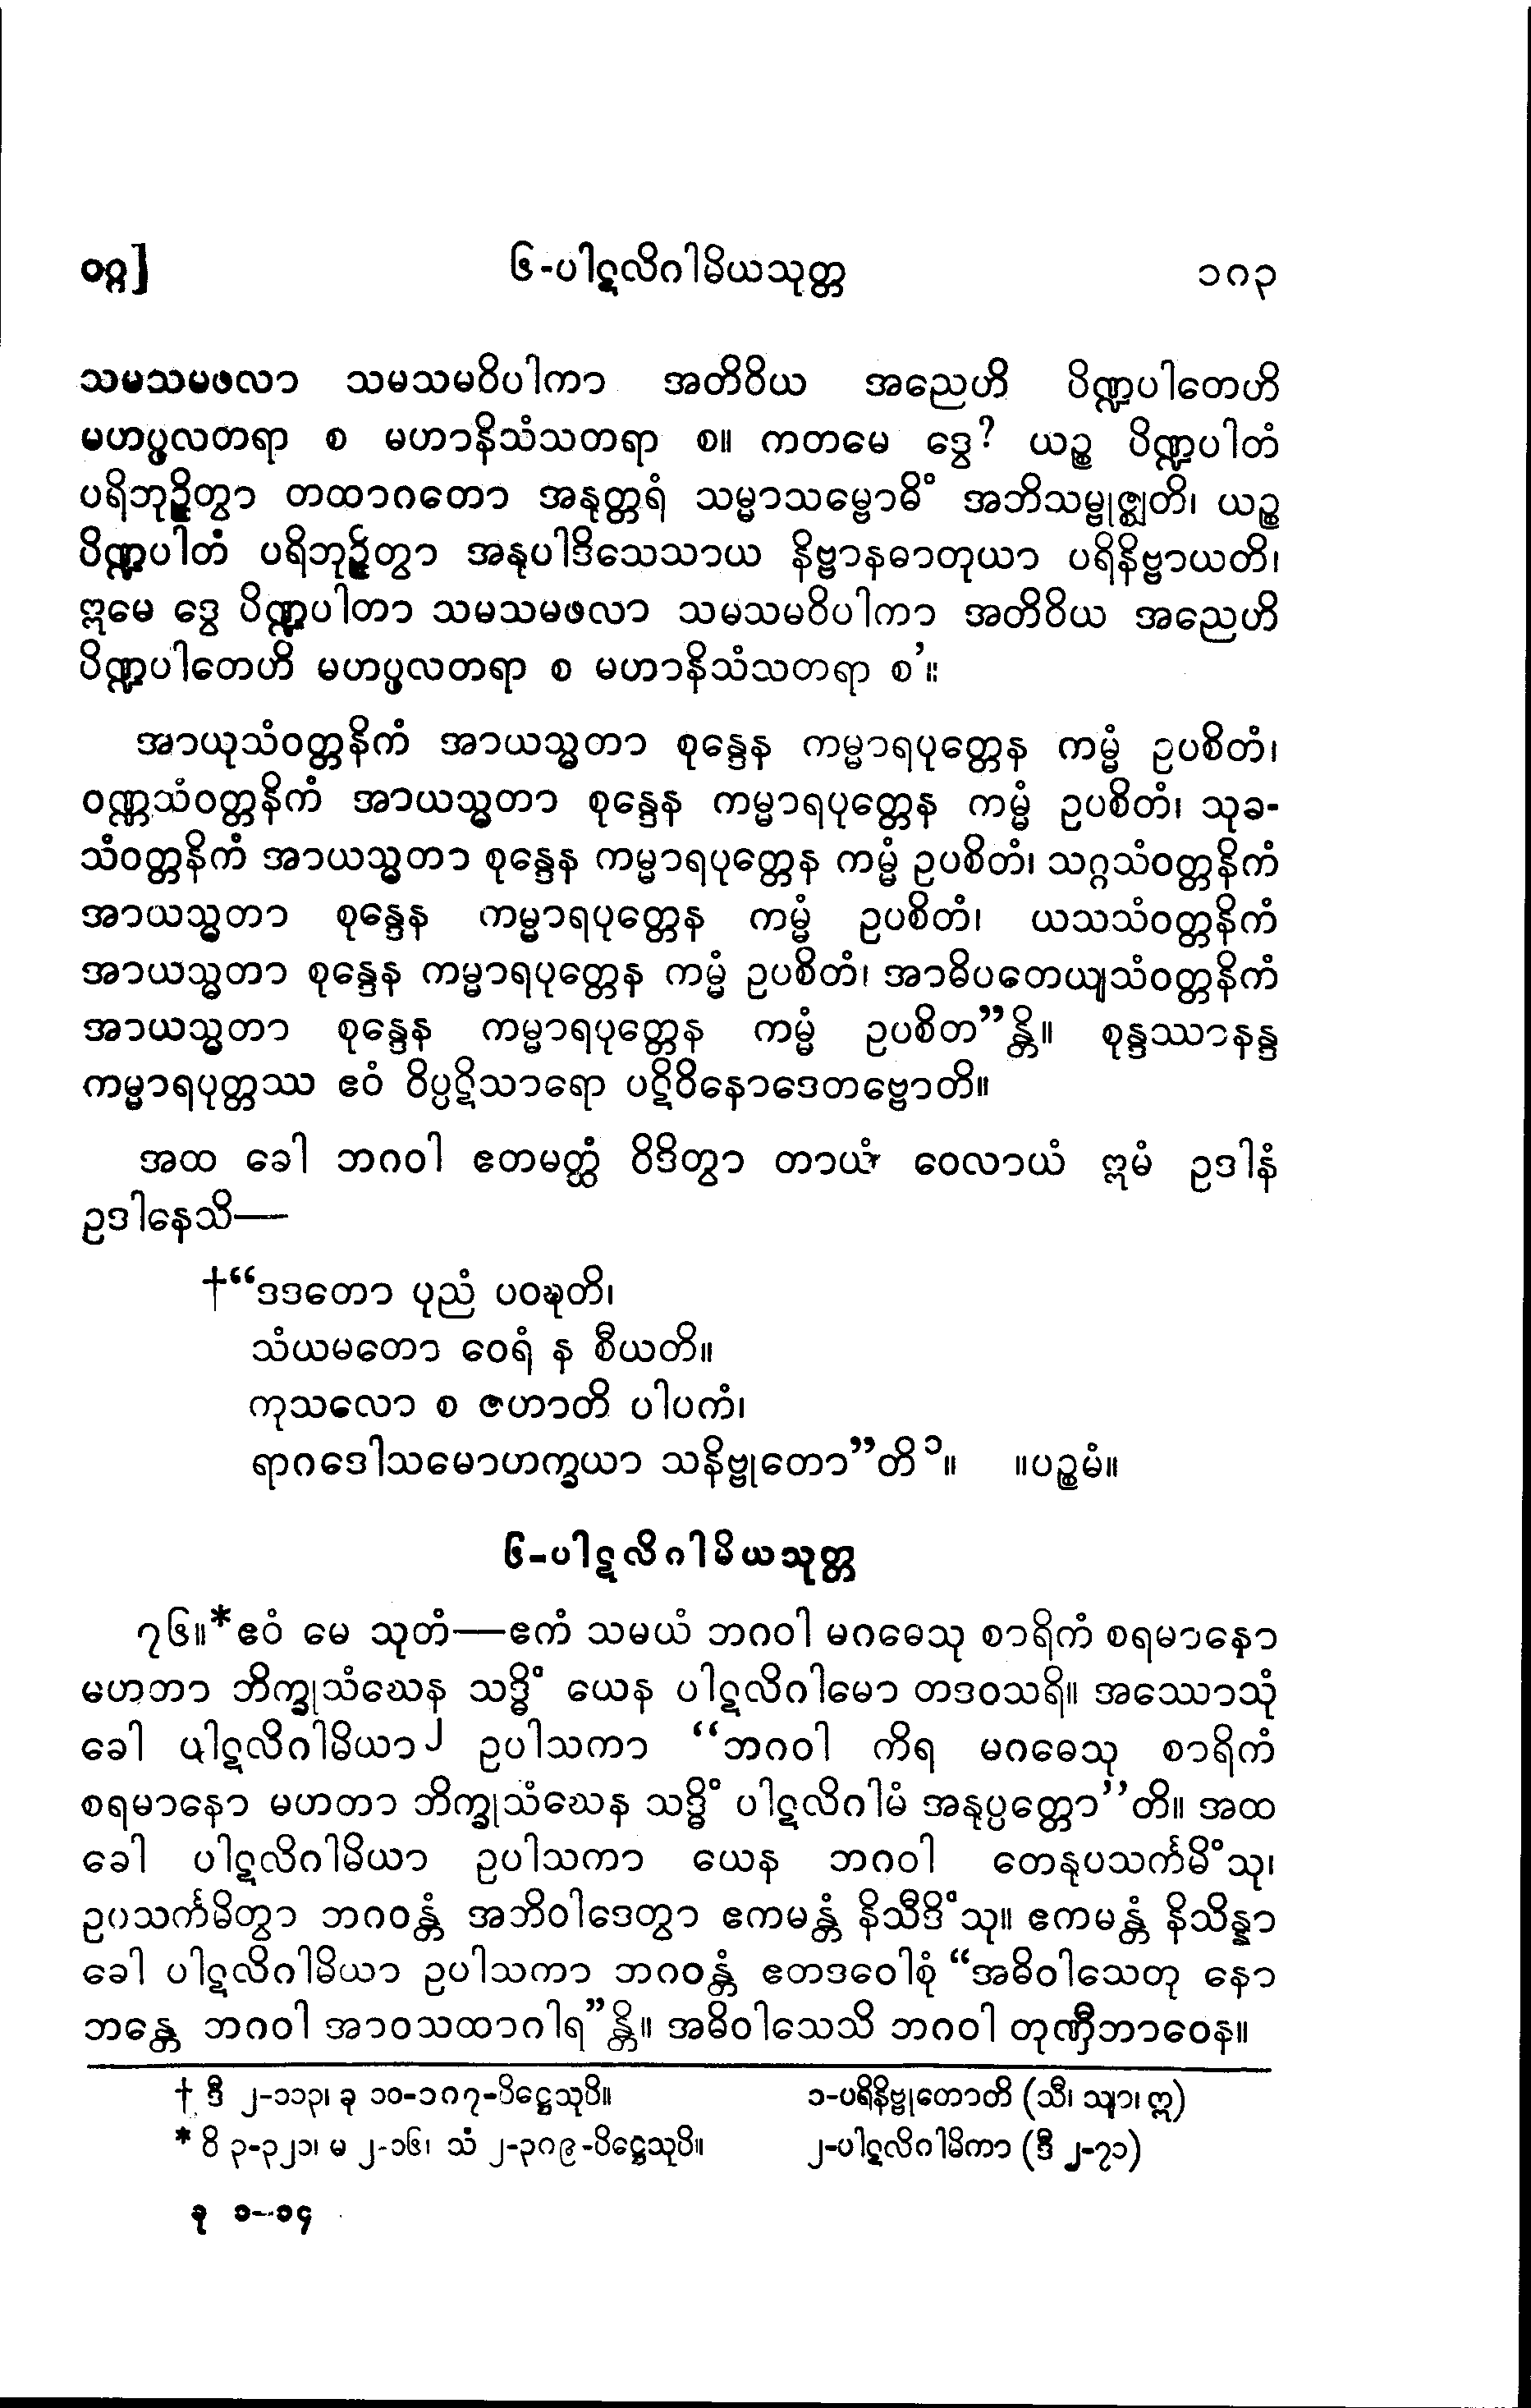 ဝဂ္ဂ] ၆-ပါဋလိဂါမိယသုတ္တ ၁ဂ၃
သမသမဖလာ သမသမဝိပါကာ အတိဝိယ အညေဟိ ပိဏ္ဍပါတေဟိ
မဟပ္ဖလတရာ စ မဟာနိသံသတရာ စ။ ကတမေ ဒွေ? ယဉ္စ ပိဏ္ဍပါတံ
ပရိဘုဉ္ဇိတွာ တထာဂတော အနုတ္တရံ သမ္မာသမ္ဗောဓိံ အဘိသမ္ဗုဇ္ဈတိ၊ ယဉ္စ
ပိဏ္ဍပါတံ ပရိဘုဉ္ဇိတွာ အနုပါဒိသေသာယ နိဗ္ဗာနဓာတုယာ ပရိနိဗ္ဗာယတိ၊
ဣမေ ဒွေ ပိဏ္ဍပါတာ သမသမဖလာ သမသမဝိပါကာ အတိဝိယ အညေဟိ
ပိဏ္ဍပါတေဟိ မဟပ္ဖလတရာ စ မဟာနိသံသတရာ စ’။
အာယုသံဝတ္တနိကံ အာယသ္မတာ စုန္ဒေန ကမ္မာရပုတ္တေန ကမ္မံ ဥပစိတံ၊
ဝဏ္ဏသံဝတ္တနိကံ အာယသ္မတာ စုန္ဒေန ကမ္မာရပုတ္တေန ကမ္မံ ဥပစိတံ၊ သုခ-
သံဝတ္တနိကံ အာယသ္မတာ စုန္ဒေန ကမ္မာရပုတ္တေန ကမ္မံ ဥပစိတံ၊ သဂ္ဂသံဝတ္တနိကံ
အာယသ္မတာ စုန္ဒေန ကမ္မာရပုတ္တေန ကမ္မံ ဥပစိတံ၊ ယသသံဝတ္တနိကံ
အာယသ္မတာ စုန္ဒေန ကမ္မာရပုတ္တေန ကမ္မံ ဥပစိတံ၊ အာဓိပတေယျသံဝတ္တနိကံ
အာယသ္မတာ စုန္ဒေန ကမ္မာရပုတ္တေန ကမ္မံ ဥပစိတ”န္တိ။ စုန္ဒဿာနန္ဒ
ကမ္မာရပုတ္တဿ ဧဝံ ဝိပ္ပဋိသာရော ပဋိဝိနောဒေတဗ္ဗောတိ။
အထ ခေါ ဘဂဝါ ဧတမတ္ထံ ဝိဒိတွာ တာယံ ဝေလာယံ ဣမံ ဥဒါနံ
ဥဒါနေသိ—
†“ဒဒတော ပုညံ ပဝၒတိ၊
သံယမတော ဝေရံ န စီယတိ။
ကုသလော စ ဇဟာတိ ပါပကံ၊
ရာဂဒေါသမောဟက္ခယာ သနိဗ္ဗုတော”တိ၁။ ။ပဉ္စမံ။
၆-ပါဋလိဂါမိယသုတ္တ
၇၆။*ဧဝံ မေ သုတံ—ဧကံ သမယံ ဘဂဝါ မဂဓေသု စာရိကံ စရမာနော
မဟတာ ဘိက္ခုသံဃေန သဒ္ဓိံ ယေန ပါဋလိဂါမော တဒဝသရိ။ အဿောသုံ
ခေါ ပါဋလိဂါမိယာ၂ ဥပါသကာ “ဘဂဝါ ကိရ မဂဓေသု စာရိကံ
စရမာနော မဟတာ ဘိက္ခုသံဃေန သဒ္ဓိံ ပါဋလိဂါမံ အနုပ္ပတ္တော”တိ။ အထ
ခေါ ပါဋလိဂါမိယာ ဥပါသကာ ယေန ဘဂဝါ တေနုပသင်္ကမိံသု၊
ဥပသင်္ကမိတွာ ဘဂဝန္တံ အဘိဝါဒေတွာ ဧကမန္တံ နိသီဒိံသု။ ဧကမန္တံ နိသိန္နာ
ခေါ ပါဋလိဂါမိယာ ဥပါသကာ ဘဂဝန္တံ ဧတဒဝေါစုံ “အဓိဝါသေတု နော
ဘန္တေ ဘဂဝါ အာဝသထာဂါရ”န္တိ။ အဓိဝါသေသိ ဘဂဝါ တုဏှီဘာဝေန။
† ဒီ ၂-၁၁၃၊ ခု ၁၀-၁ဂ၇-ပိဋ္ဌေသုပိ။ ၁-ပရိနိဗ္ဗုတောတိ (သီ၊ သျာ၊ ဣ)
* ဝိ ၃-၃၂၁၊ မ ၂-၁၆၊ သံ ၂-၃ဂ၉-ပိဋ္ဌေသုပိ။ ၂-ပါဋလိဂါမိကာ (ဒီ ၂-၇၁)
ခု ၁-၁၄